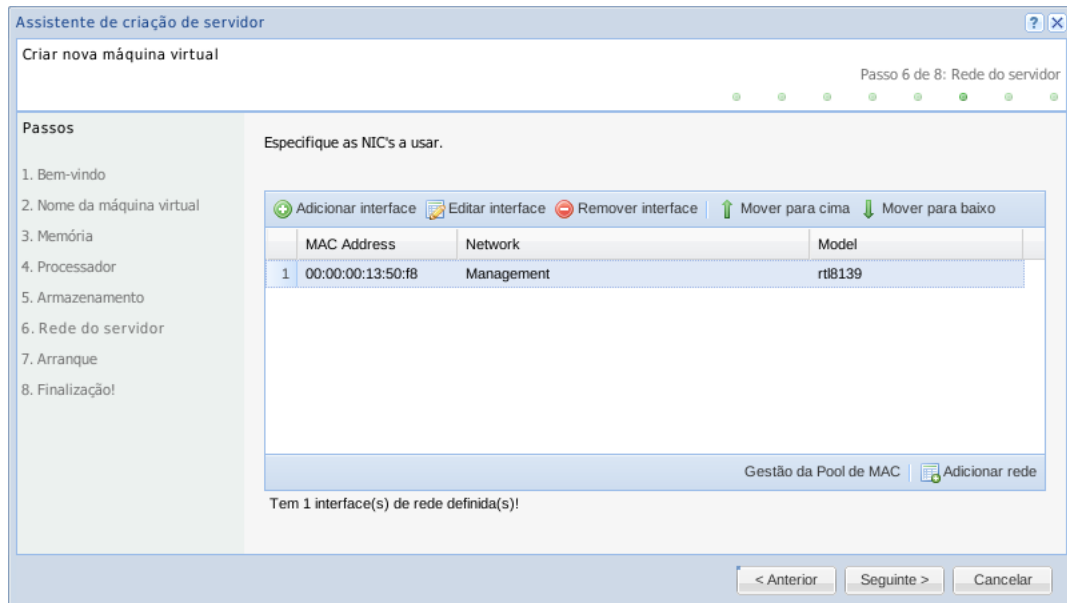 Assistente de criação de servidor
Criar nova máquina virtual
Passo 6 de 8: Rede do servidor
Passos
1. Bem-vindo
2. Nome da máquina virtual
3. Memória
4. Processador
5. Armazenamento
6. Rede do servidor
7. Arranque
8. Finalização!
Especifique as NIC's a usar.
Adicionar interface Editar interface Remover interface Mover para cima Mover para baixo
MAC Address Network Model
1 00:00:00:13:50:f8 Management rtl8139
Gestão da Pool de MAC Adicionar rede
Tem 1 interface(s) de rede definida(s)!
< Anterior Seguinte > Cancelar